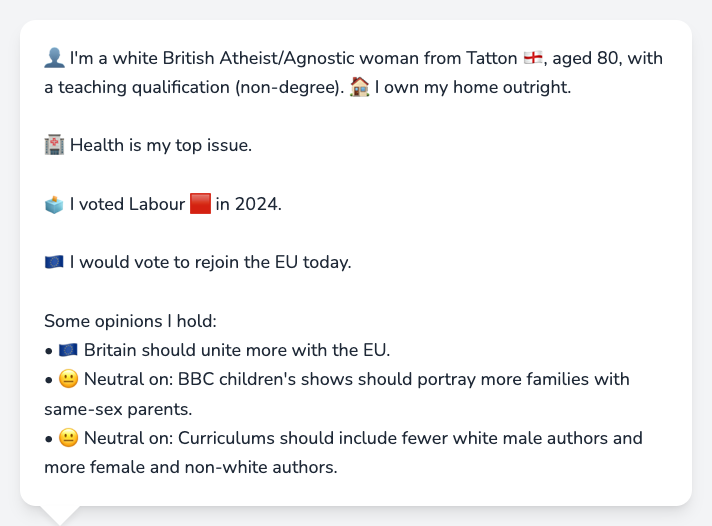 👤 I'm a white British Atheist/Agnostic woman from Tatton 🏴󠁧󠁢󠁥󠁮󠁧󠁿, aged 80, with
a teaching qualification (non-degree). 🏠 I own my home outright.
🏥 Health is my top issue.
🗳️ I voted Labour 🟥 in 2024.
🇪🇺 I would vote to rejoin the EU today.
Some opinions I hold:
• 🇪🇺 Britain should unite more with the EU.
• 😐 Neutral on: BBC children's shows should portray more families with
same-sex parents.
• 😐 Neutral on: Curriculums should include fewer white male authors and
more female and non-white authors.